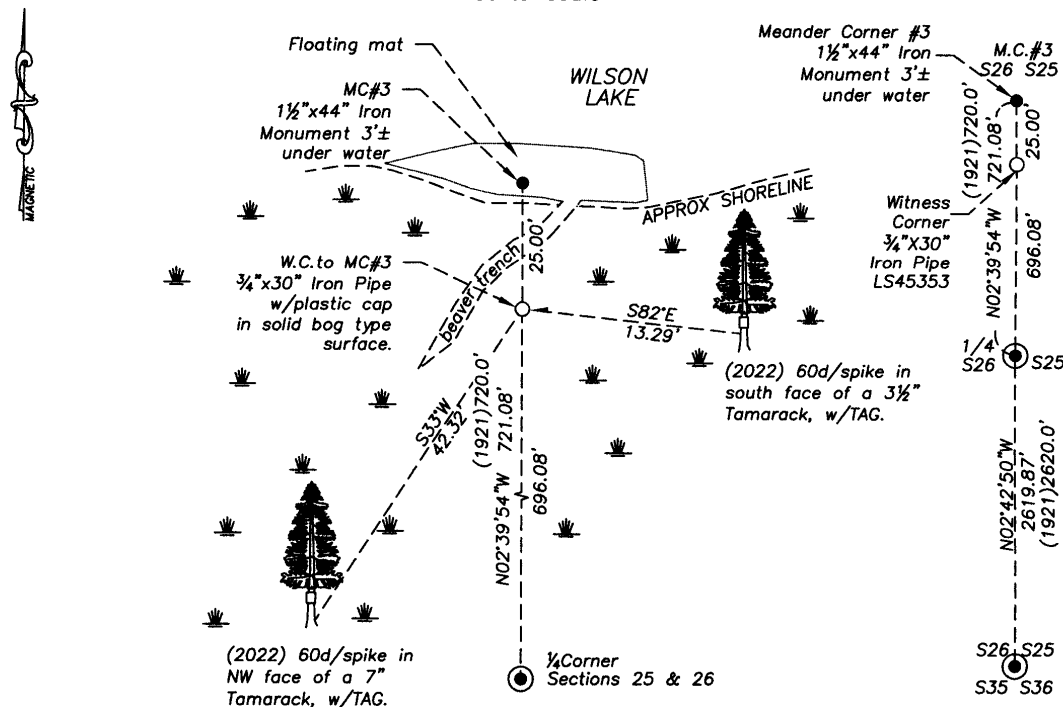 MAGNETIC
Floating mat
MC#3
1½"x44" Iron
Monument 3'±
under water
WILSON
LAKE
APPROX SHORELINE
beaver trench
25.00'
W.C. to MC#3
¾"x30" Iron Pipe
w/plastic cap
in solid bog type
surface.
S82°E
13.29'
(2022) 60d/spike in
south face of a 3½"
Tamarack, w/TAG.
S33°W
42.32'
(1921)720.0'
721.08'
N02°39'54"W
696.08'
(2022) 60d/spike in
NW face of a 7"
Tamarack, w/TAG.
¼Corner
Sections 25 & 26
Meander Corner #3
1½"x44" Iron
Monument 3'±
under water
M.C.#3
S26 S25
(1921)720.0'
721.08'
25.00'
Witness
Corner
¾"X30"
Iron Pipe
LS45353
N02°39'54"W
696.08'
1/4
S26 S25
N02°42'50"W
2619.87'
(1921)2620.0'
S26 S25
S35 S36